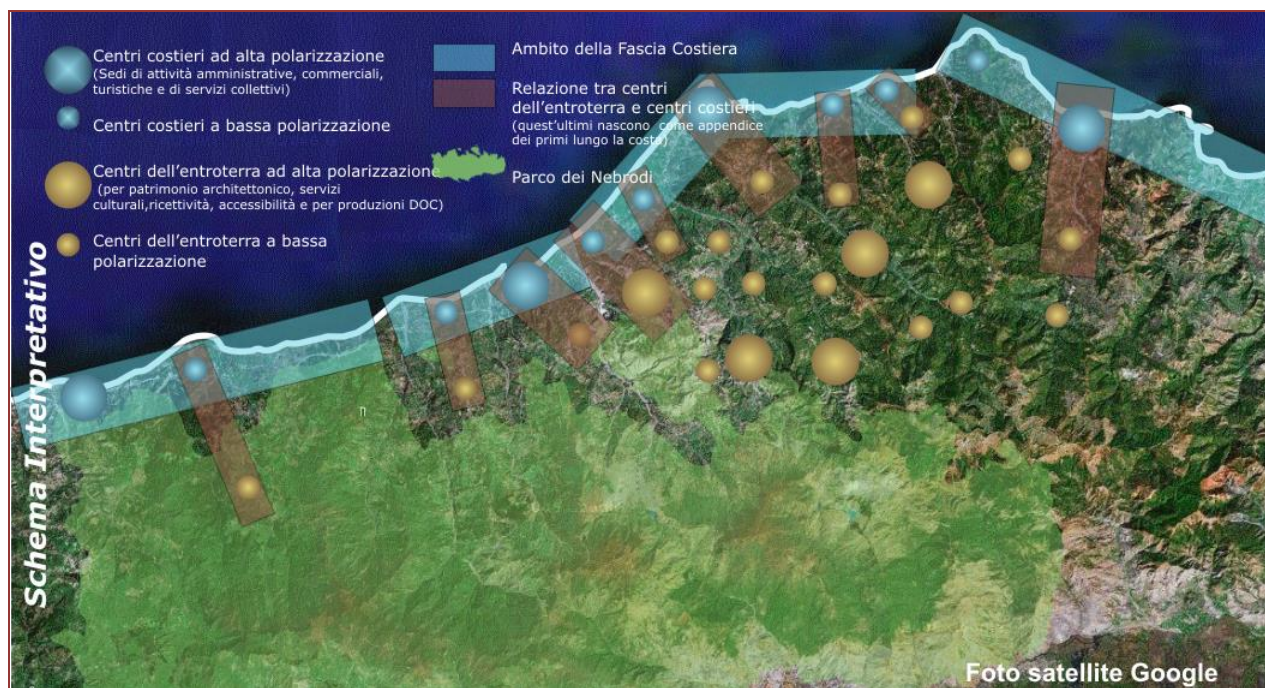 Centri costieri ad alta polarizzazione
(Sedi di attività amministrative, commerciali,
turistiche e di servizi collettivi)
Centri costieri a bassa polarizzazione
Centri dell'entroterra ad alta polarizzazione
(per patrimonio architettonico, servizi
culturali,ricettività, accessibilità e per produzioni DOC)
Centri dell'entroterra a bassa
polarizzazione
Ambito della Fascia Costiera
Relazione tra centri
dell'entroterra e centri costieri
(quest'ultimi nascono come appendice
dei primi lungo la costa)
Parco dei Nebrodi
Schema Interpretativo
n
Foto satellite Google